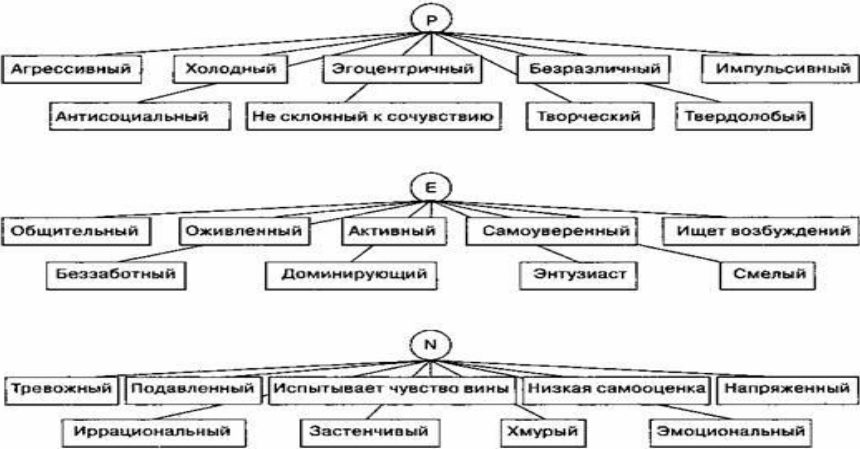 P
Агрессивный Холодный Эгоцентричный Безразличный Импульсивный
Антисоциальный Не склонный к сочувствию Творческий Твердолобый
E
Общительный Оживленный Активный Самоуверенный Ищет возбуждений
Беззаботный Доминирующий Энтузиаст Смелый
N
Тревожный Подавленный Испытывает чувство вины Низкая самооценка Напряженный
Иррациональный Застенчивый Хмурый Эмоциональный